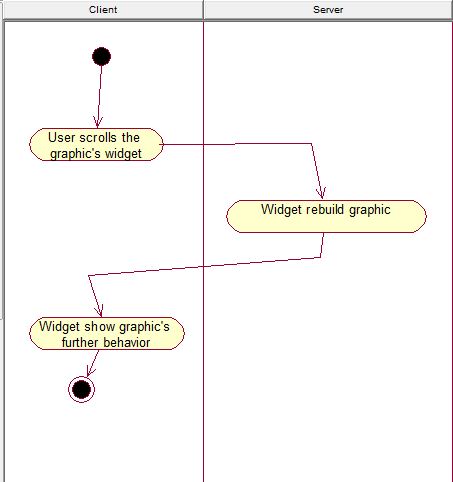 Client
Server
User scrolls the
graphic's widget
Widget rebuild graphic
Widget show graphic's
further behavior